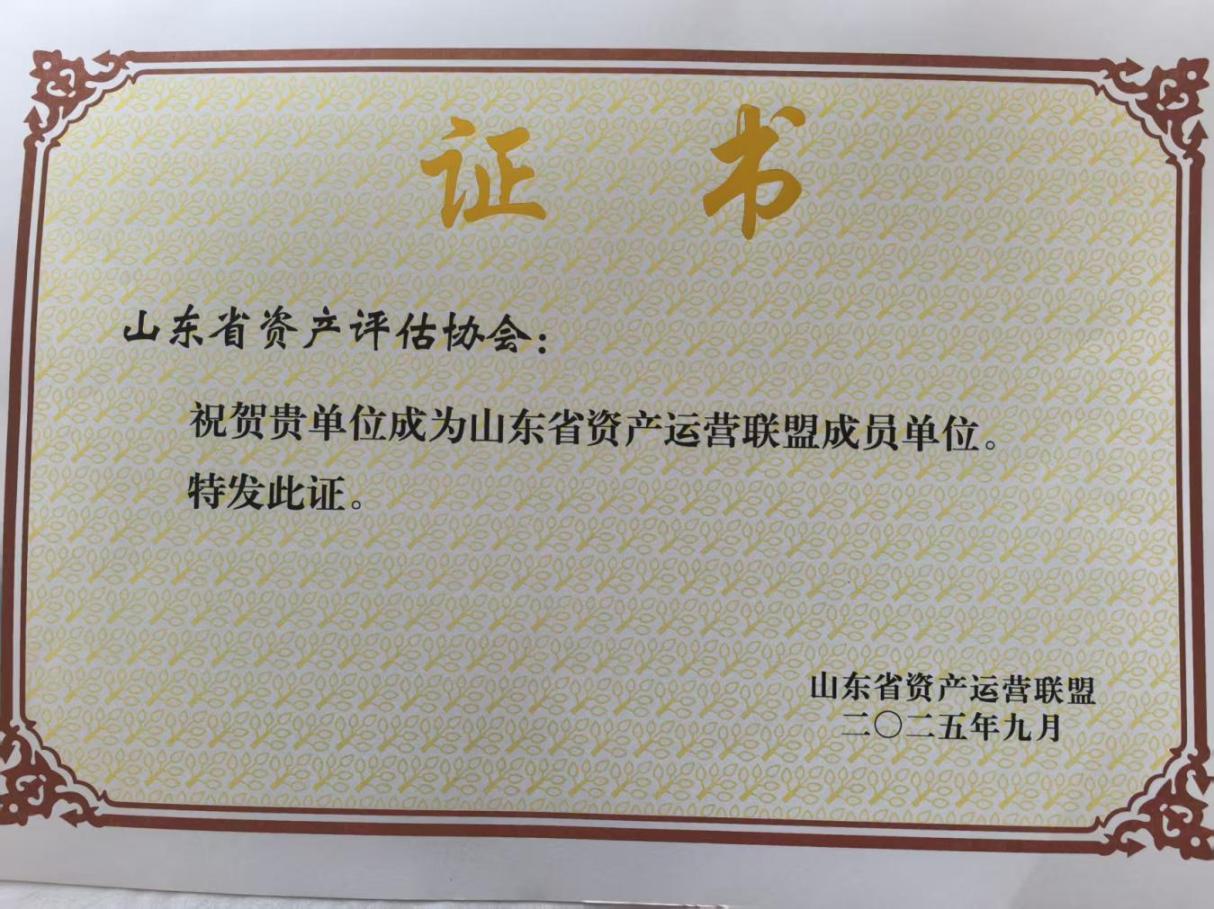 证 书
山东省资产评估协会：
祝贺贵单位成为山东省资产运营联盟成员单位。
特发此证。
山东省资产运营联盟
二〇二五年九月